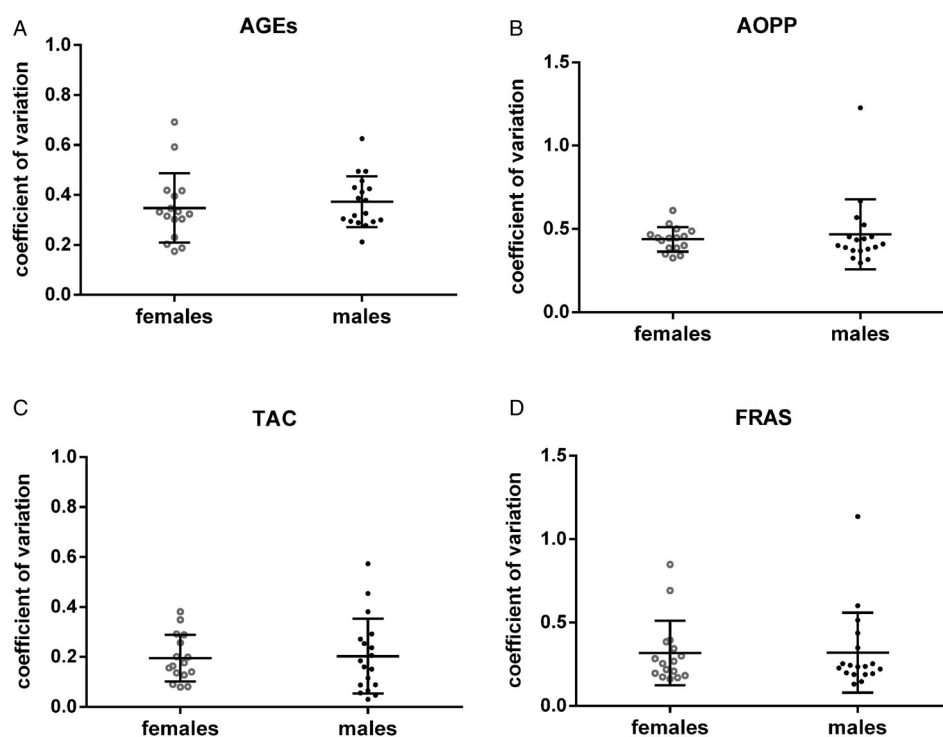 A
AGEs
coefficient of variation
1.0
0.8
0.6
0.4
0.2
0.0
females
males
B
AOPP
coefficient of variation
1.5
1.0
0.5
0.0
females
males
C
TAC
coefficient of variation
1.0
0.8
0.6
0.4
0.2
0.0
females
males
D
FRAS
coefficient of variation
1.5
1.0
0.5
0.0
females
males